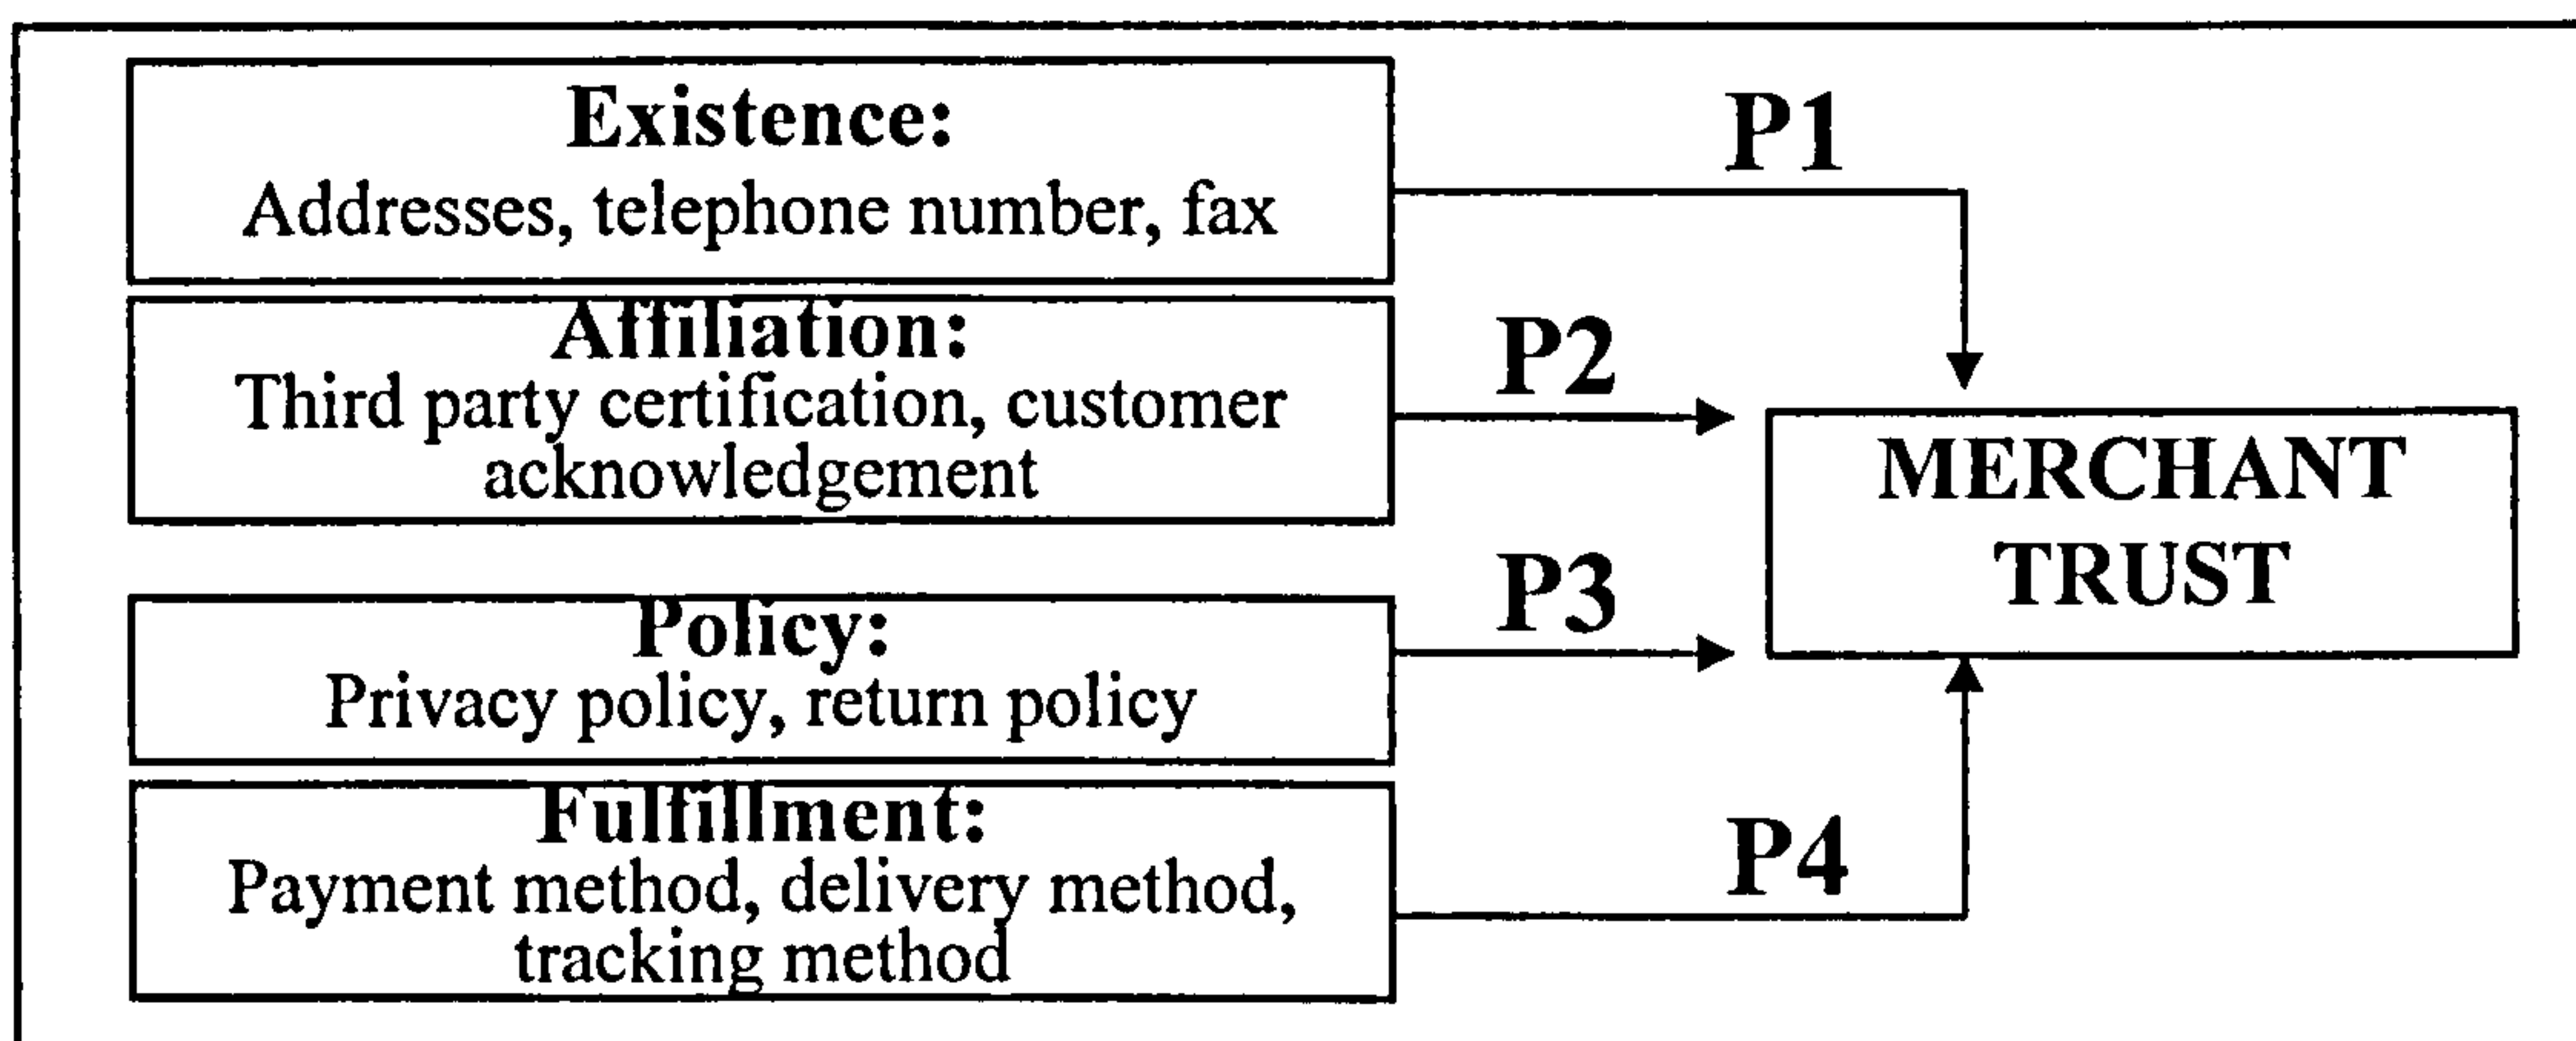 Existence:
Addresses, telephone number, fax
P1
Affiliation:
Third party certification, customer
acknowledgement
P2
Policy:
Privacy policy, return policy
P3
Fulfillment:
Payment method, delivery method,
tracking method
P4
MERCHANT
TRUST